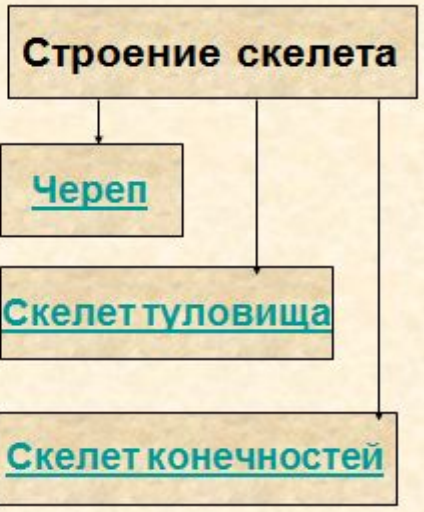 Строение скелета
Череп
Скелет туловища
Скелет конечностей